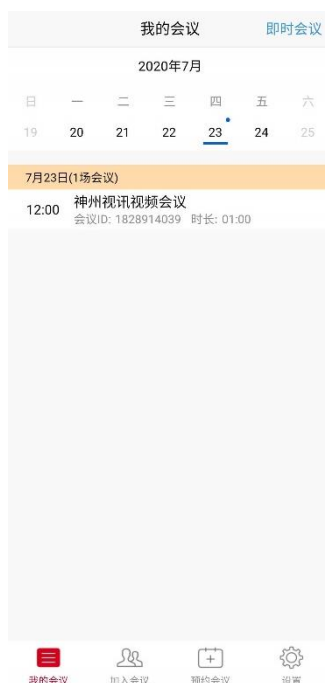 我的会议 即时会议
2020年7月
日 一 二 三 四 五 六
19 20 21 22 23 24 25
7月23日(1场会议)
12:00 神州视讯视频会议
会议ID: 1828914039 时长: 01:00
我的会议 加入会议 预约会议 设置